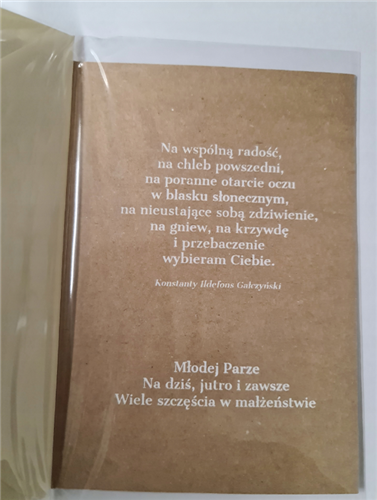 Na wspólną radość,
na chleb powszedni,
na poranne otarcie oczu
w blasku słonecznym,
na nieustające sobą zdziwienie,
na gniew, na krzywdę
i przebaczenie
wybieram Ciebie.
Konstanty Ildefons Gałczyński
Młodej Parze
Na dziś, jutro i zawsze
Wiele szczęścia w małżeństwie